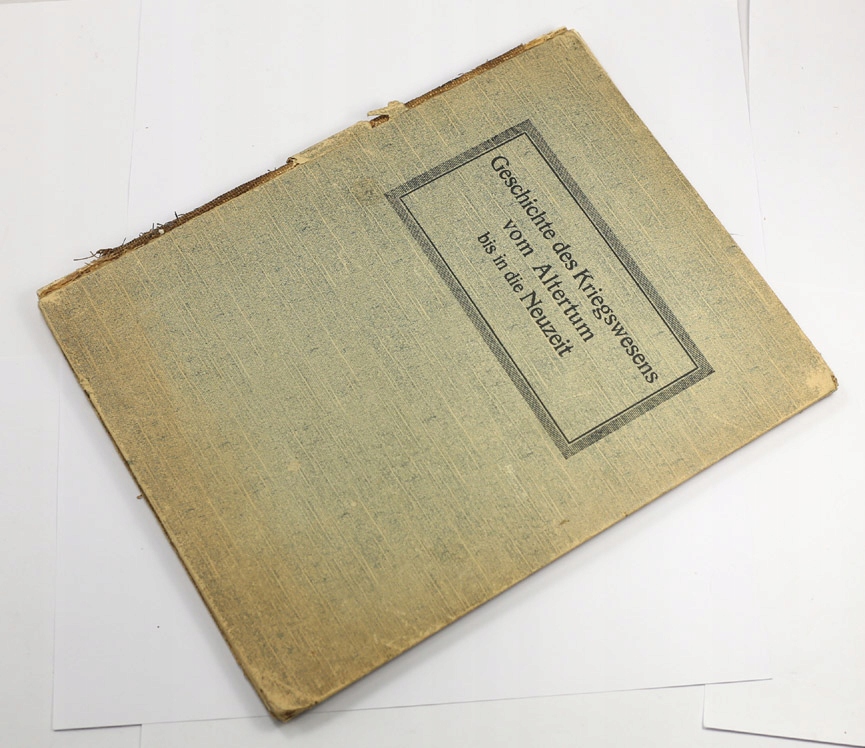 Geschichte des Kriegswesens
vom Altertum
bis in die Neuzeit